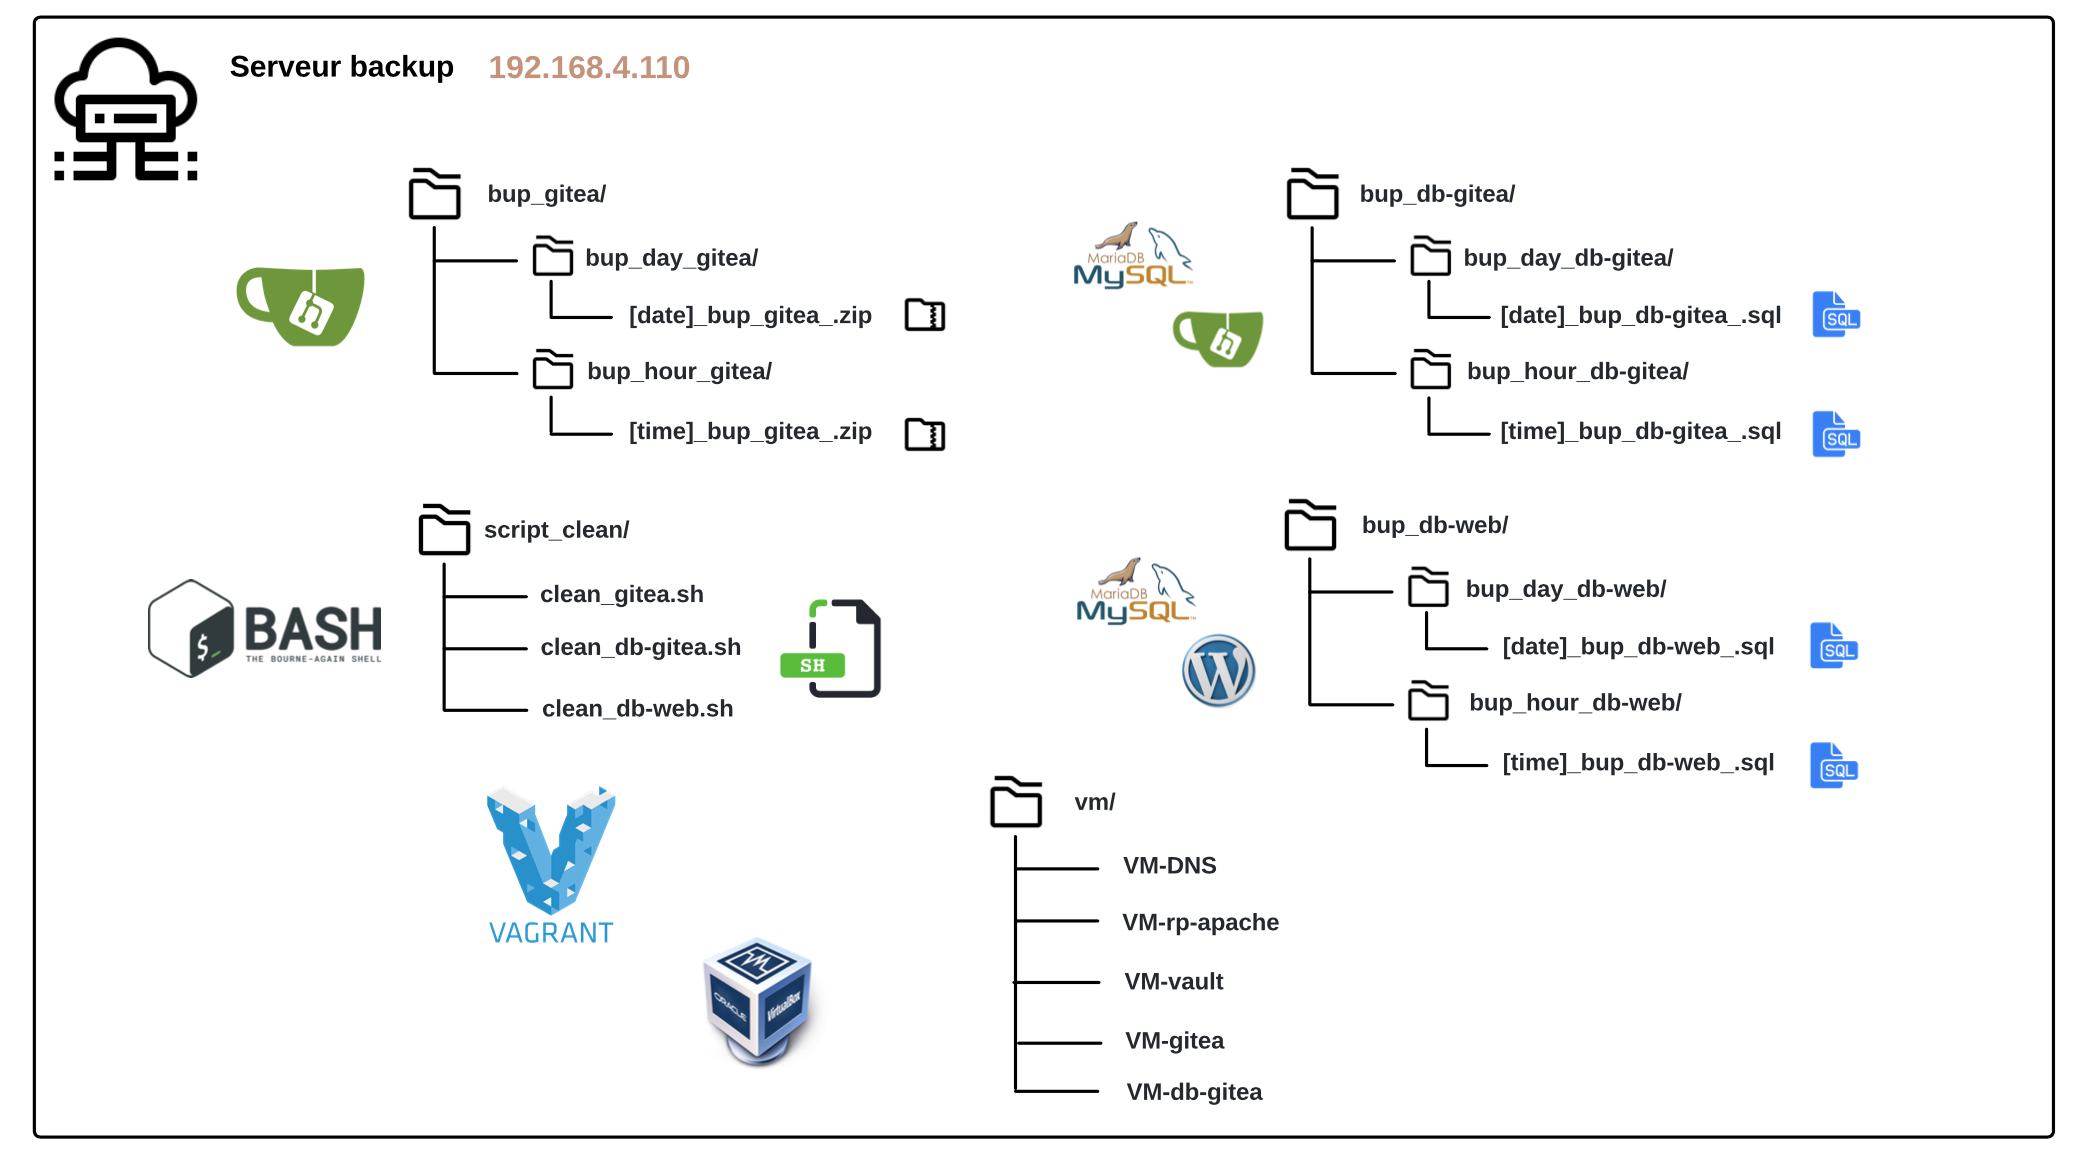 Serveur backup 192.168.4.110
bup_gitea/
bup_day_gitea/
[date]_bup_gitea_.zip
bup_hour_gitea/
[time]_bup_gitea_.zip
MariaDB
MySQL
bup_db-gitea/
bup_day_db-gitea/
[date]_bup_db-gitea_.sql
SQL
bup_hour_db-gitea/
[time]_bup_db-gitea_.sql
SQL
$_
BASH
THE BOURNE-AGAIN SHELL
script_clean/
clean_gitea.sh
clean_db-gitea.sh
clean_db-web.sh
SH
MariaDB
MySQL
W
bup_db-web/
bup_day_db-web/
[date]_bup_db-web_.sql
SQL
bup_hour_db-web/
[time]_bup_db-web_.sql
SQL
VAGRANT
ORACLE
VirtualBox
vm/
VM-DNS
VM-rp-apache
VM-vault
VM-gitea
VM-db-gitea